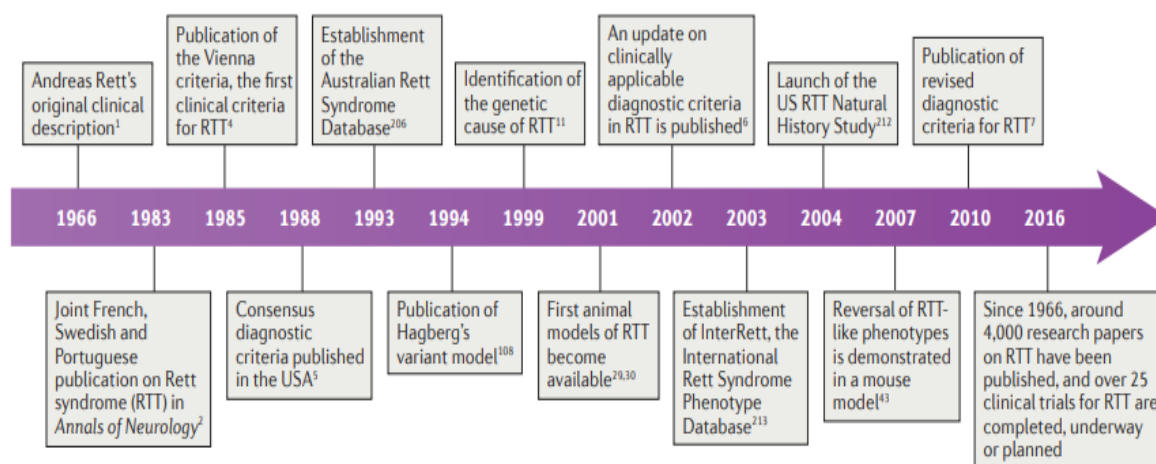 Andreas Rett's
original clinical
description¹
Publication of
the Vienna
criteria, the first
clinical criteria
for RTT⁴
Establishment
of the
Australian Rett
Syndrome
Database²⁰⁶
Identification of
the genetic
cause of RTT¹¹
An update on
clinically
applicable
diagnostic criteria
in RTT is published⁶
Launch of the
US RTT Natural
History Study²¹²
Publication of
revised
diagnostic
criteria for RTT⁷
1966 1983 1985 1988 1993 1994 1999 2001 2002 2003 2004 2007 2010 2016
Joint French,
Swedish and
Portuguese
publication on Rett
syndrome (RTT) in
Annals of Neurology²
Consensus
diagnostic
criteria published
in the USA⁵
Publication of
Hagberg's
variant model¹⁰⁸
First animal
models of RTT
become
available²⁹,³⁰
Establishment
of InterRett, the
International
Rett Syndrome
Phenotype
Database²¹³
Reversal of RTT-
like phenotypes
is demonstrated
in a mouse
model⁴³
Since 1966, around
4,000 research papers
on RTT have been
published, and over 25
clinical trials for RTT are
completed, underway
or planned